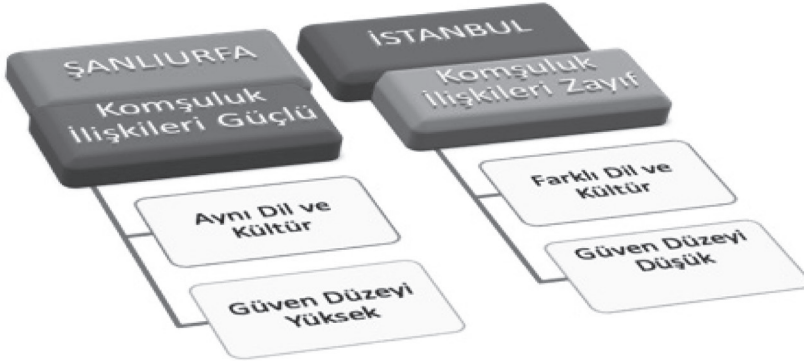 ŞANLIURFA
Komşuluk
İlişkileri Güçlü
Aynı Dil ve
Kültür
Güven Düzeyi
Yüksek
İSTANBUL
Komşuluk
İlişkileri Zayıf
Farklı Dil ve
Kültür
Güven Düzeyi
Düşük